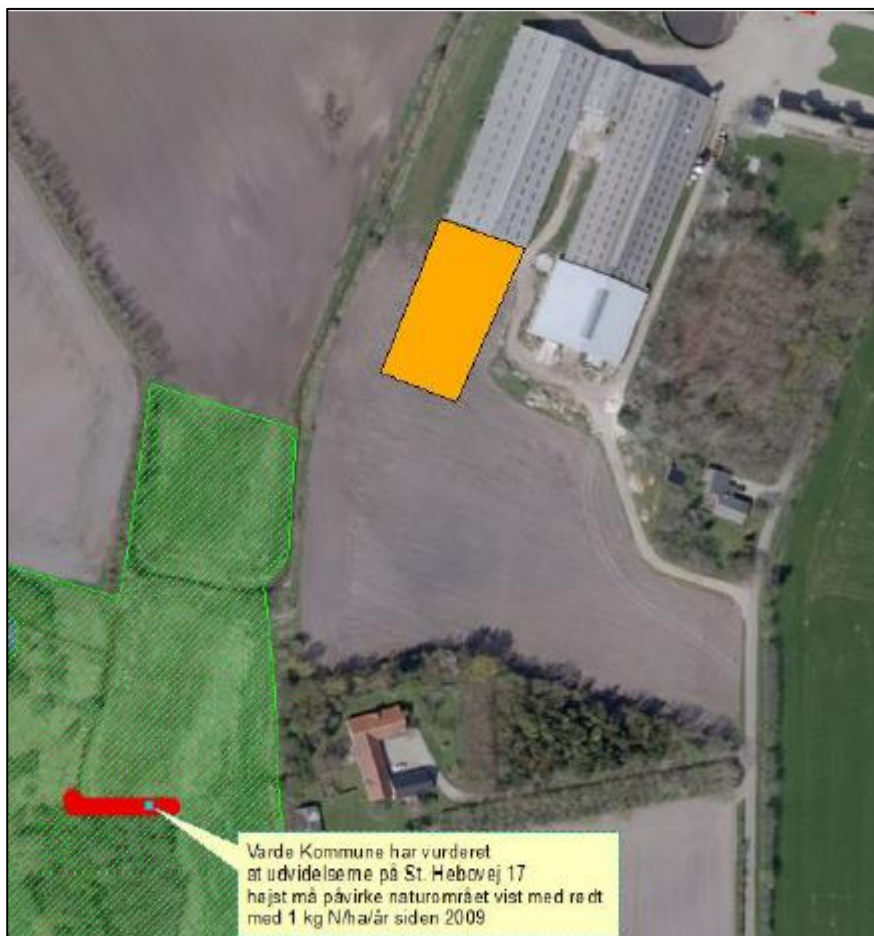 Varde Kommune har vurderet
at udvidelserne på St. Hebovej 17
højst må påvirke naturområdet vist med rødt
med 1 kg N/ha/år siden 2009